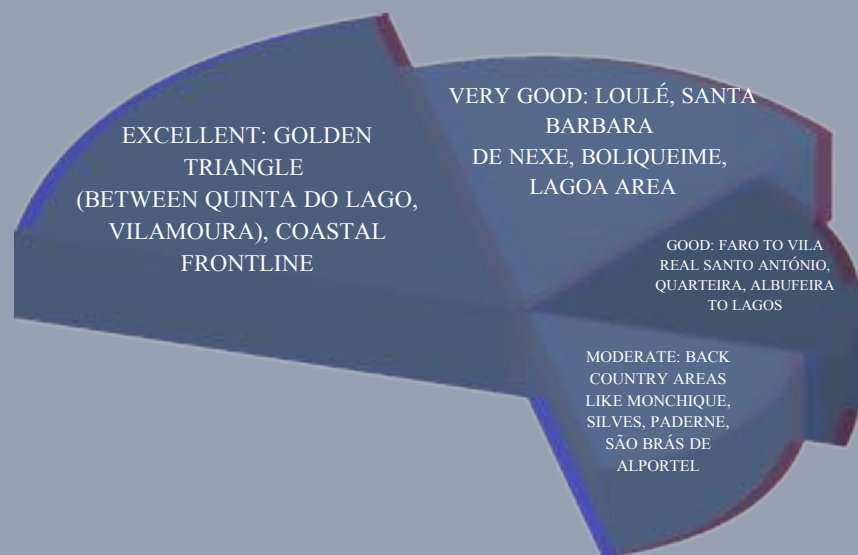 EXCELLENT: GOLDEN
TRIANGLE
(BETWEEN QUINTA DO LAGO,
VILAMOURA), COASTAL
FRONTLINE
VERY GOOD: LOULÉ, SANTA
BARBARA
DE NEXE, BOLIQUEIME,
LAGOA AREA
GOOD: FARO TO VILA
REAL SANTO ANTÓNIO,
QUARTEIRA, ALBUFEIRA
TO LAGOS
MODERATE: BACK
COUNTRY AREAS
LIKE MONCHIQUE,
SILVES, PADERNE,
SÃO BRÁS DE
ALPORTEL